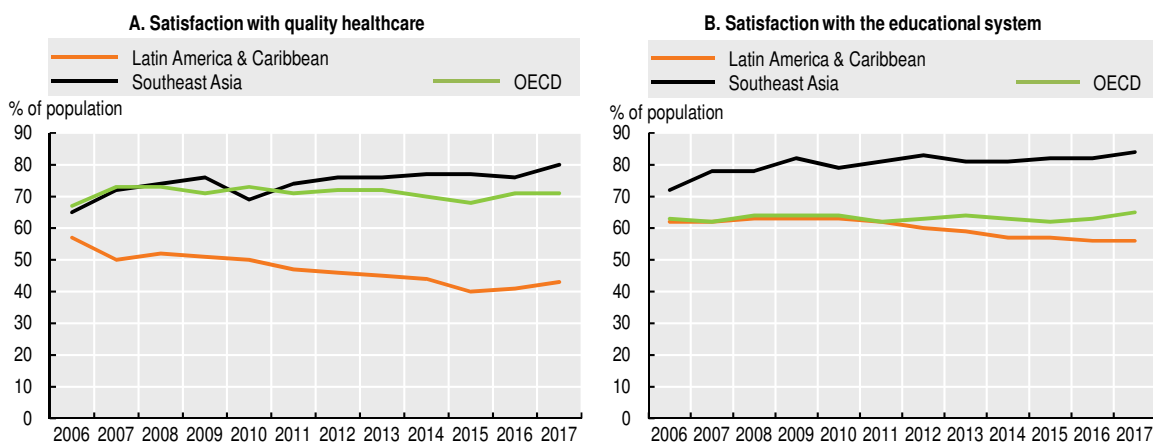 A. Satisfaction with quality healthcare
Latin America & Caribbean
Southeast Asia OECD
% of population
90
80
70
60
50
40
30
20
10
0
2006 2007 2008 2009 2010 2011 2012 2013 2014 2015 2016 2017
B. Satisfaction with the educational system
Latin America & Caribbean
Southeast Asia OECD
% of population
90
80
70
60
50
40
30
20
10
0
2006 2007 2008 2009 2010 2011 2012 2013 2014 2015 2016 2017